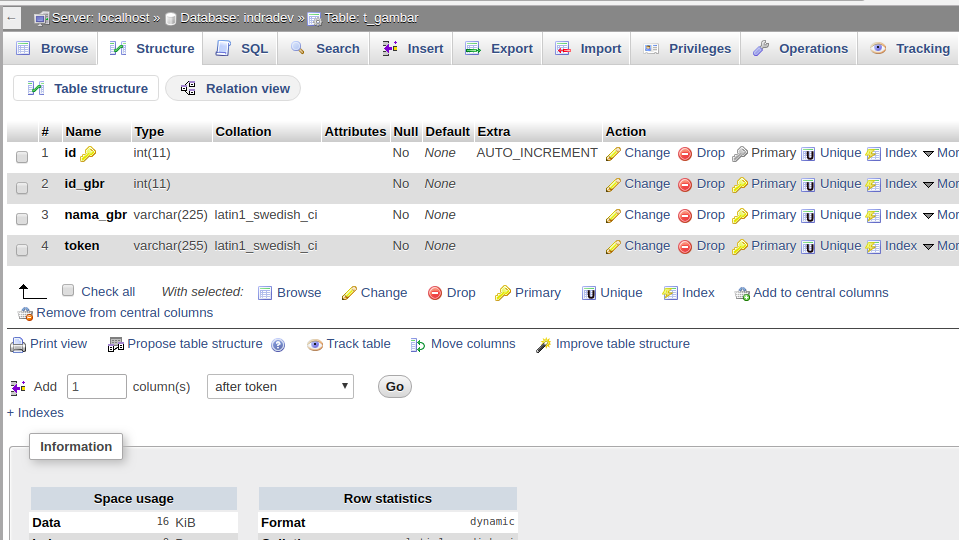 ← Server: localhost » Database: indradev » Table: t_gambar
Browse Structure SQL Search Insert Export Import Privileges Operations Tracking
Table structure Relation view
# Name Type Collation Attributes Null Default Extra Action
1 id int(11) No None AUTO_INCREMENT Change Drop Primary Unique Index Mor
2 id_gbr int(11) No None Change Drop Primary Unique Index Mor
3 nama_gbr varchar(225) latin1_swedish_ci No None Change Drop Primary Unique Index Mor
4 token varchar(255) latin1_swedish_ci No None Change Drop Primary Unique Index Mor
Check all With selected: Browse Change Drop Primary Unique Index Add to central columns
Remove from central columns
Print view Propose table structure Track table Move columns Improve table structure
Add 1 column(s) after token Go
+ Indexes
Information
Space usage Row statistics
Data 16 KiB Format dynamic